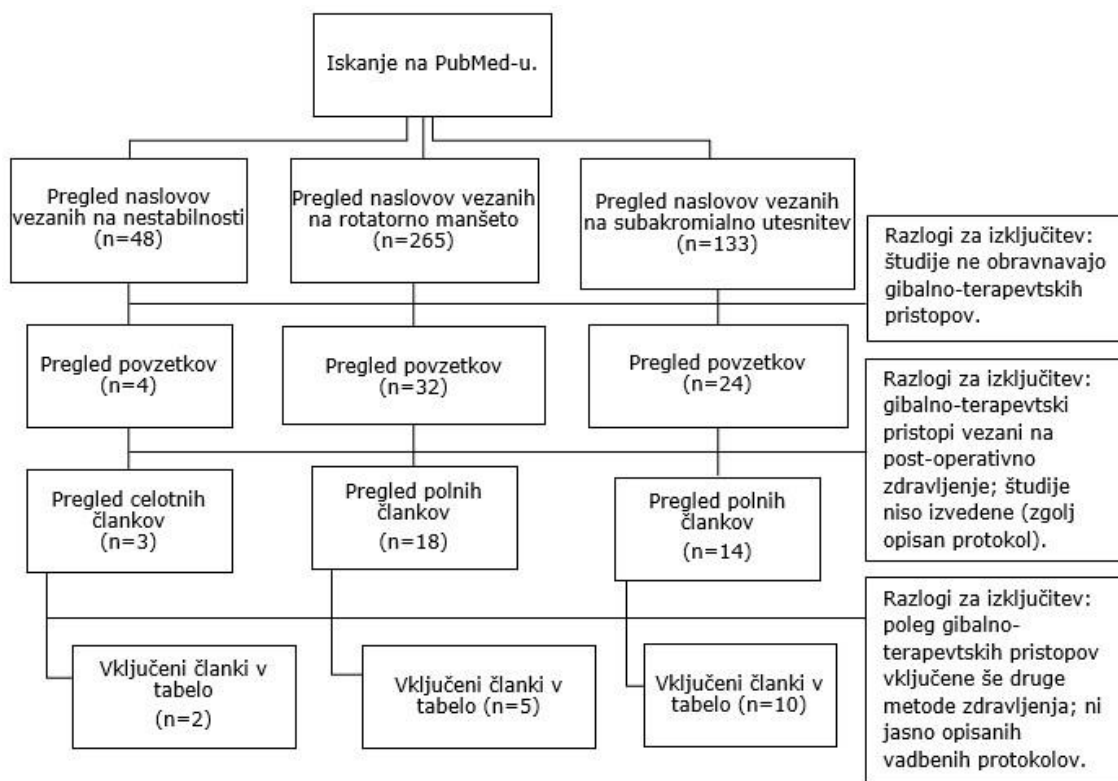 Iskanje na PubMed-u.
Pregled naslovov
vezanih na nestabilnosti
(n=48)
Pregled naslovov vezanih
na rotatorno manšeto
(n=265)
Pregled naslovov vezanih
na subakromialno utesnitev
(n=133)
Razlogi za izključitev:
študije ne obravnavajo
gibalno-terapevtskih
pristopov.
Pregled povzetkov
(n=4)
Pregled povzetkov
(n=32)
Pregled povzetkov
(n=24)
Razlogi za izključitev:
gibalno-terapevtski
pristopi vezani na
post-operativno
zdravljenje; študije
niso izvedene (zgolj
opisan protokol).
Pregled celotnih
člankov
(n=3)
Pregled polnih
člankov
(n=18)
Pregled polnih
člankov
(n=14)
Razlogi za izključitev:
poleg gibalno-
terapevtskih pristopov
vključene še druge
metode zdravljenja; ni
jasno opisanih
vadbenih protokolov.
Vključeni članki v
tabelo
(n=2)
Vključeni članki v
tabelo (n=5)
Vključeni članki v
tabelo (n=10)